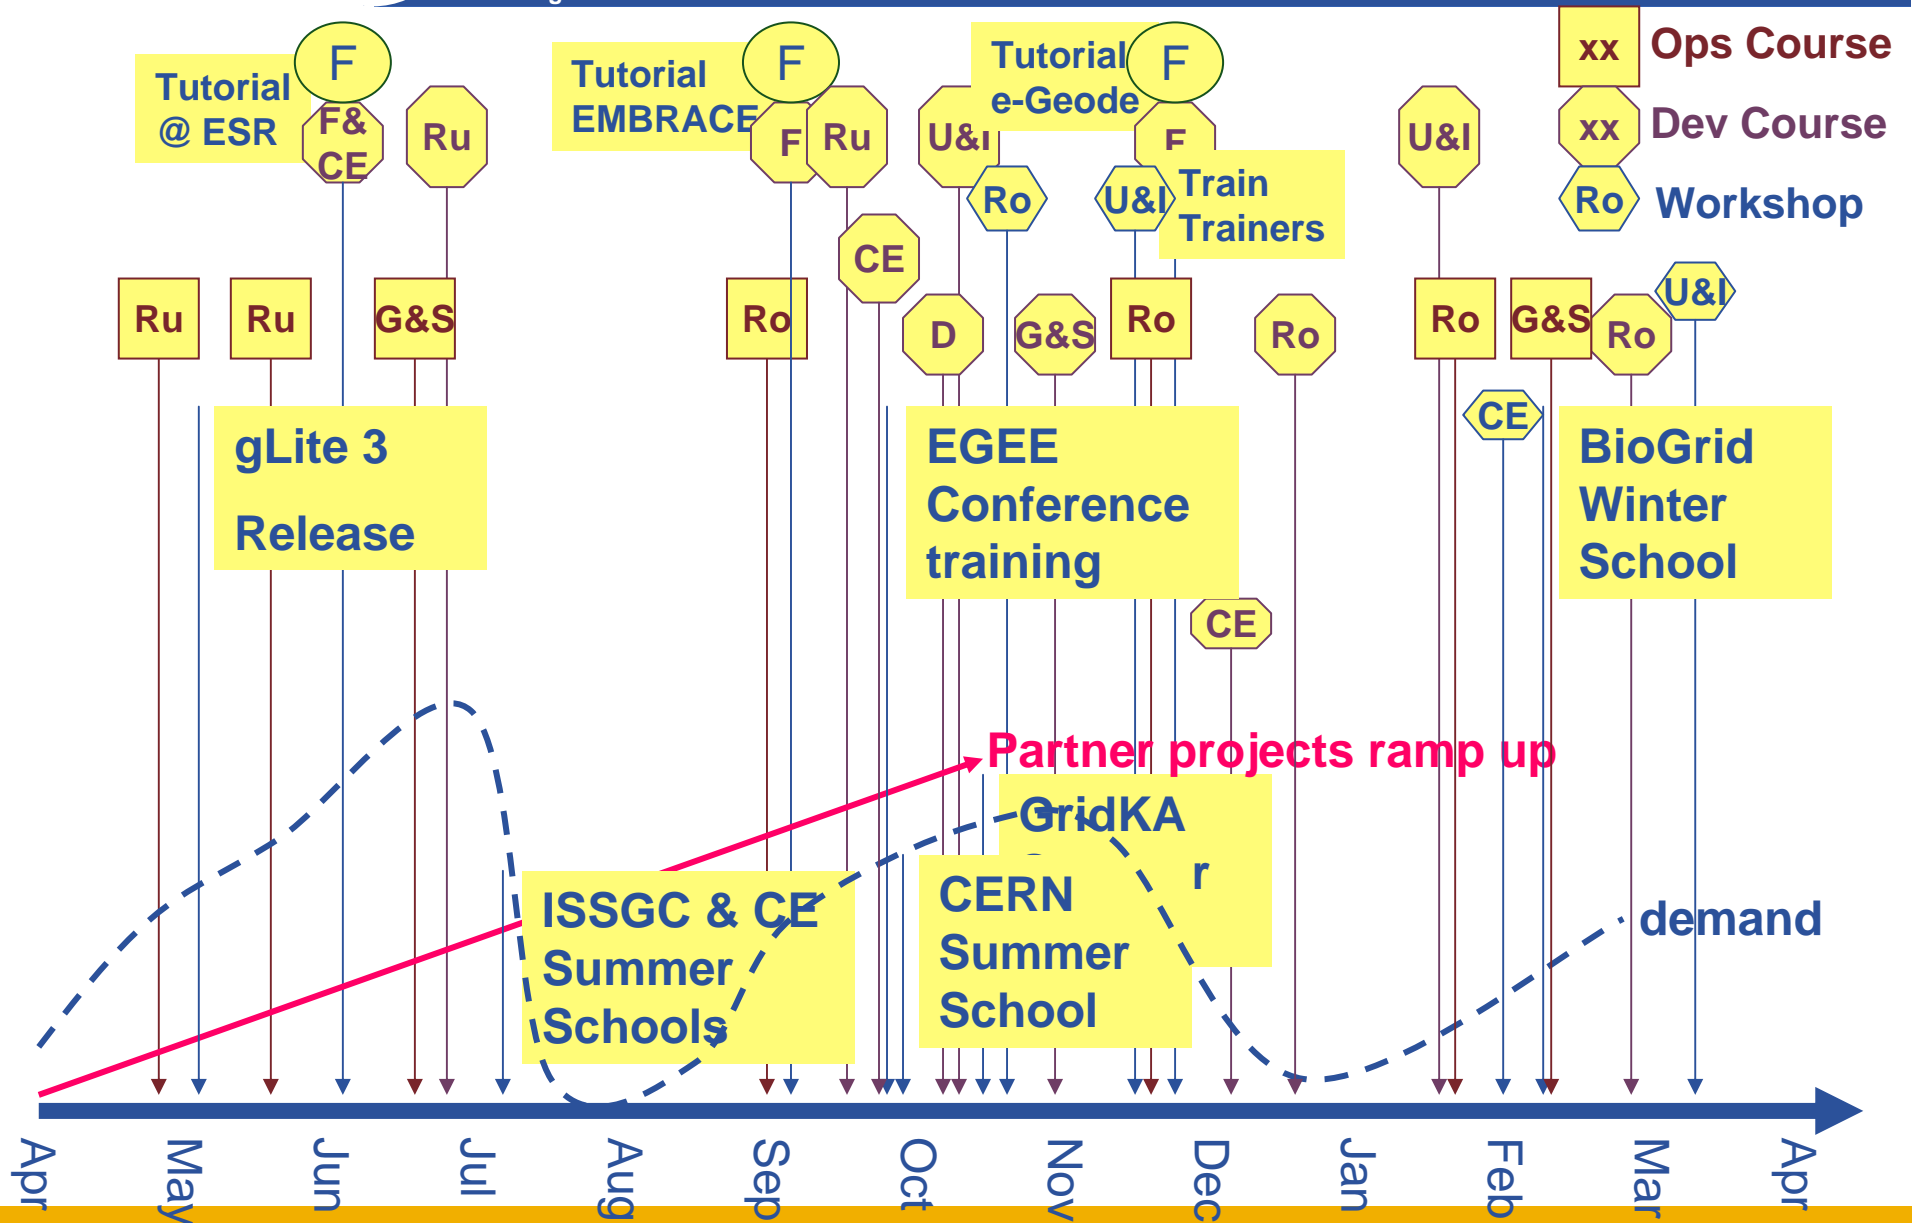 F
F
F
xx Ops Course
Tutorial
@ ESR
Tutorial
EMBRACE
Tutorial
e-Geode
F&
CE
Ru
F
Ru
U&I
F
U&I
xx Dev Course
Ro
U&I
Train
Trainers
Ro Workshop
CE
U&I
Ru
Ru
G&S
Ro
D
G&S
Ro
Ro
Ro
G&S
Ro
CE
gLite 3
Release
EGEE
Conference
training
BioGrid
Winter
School
CE
Partner projects ramp up
GridKA
ISSGC & CE
Summer
Schools
CERN
Summer
School
demand
Apr
May
Jun
Jul
Aug
Sep
Oct
Nov
Dec
Jan
Feb
Mar
Apr